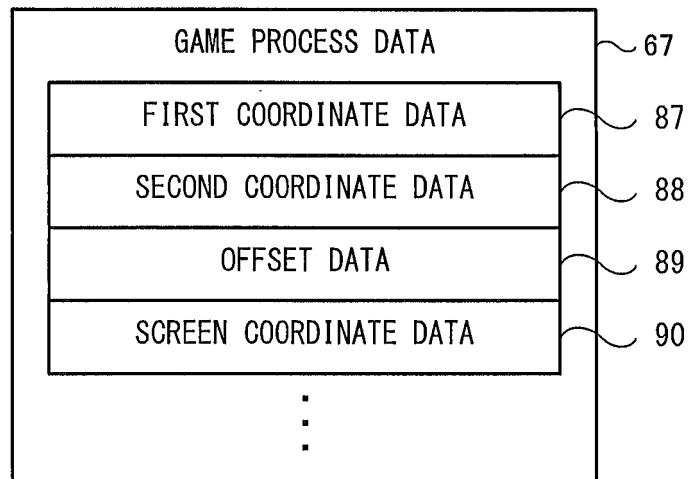 GAME PROCESS DATA 67
FIRST COORDINATE DATA 87
SECOND COORDINATE DATA 88
OFFSET DATA 89
SCREEN COORDINATE DATA 90